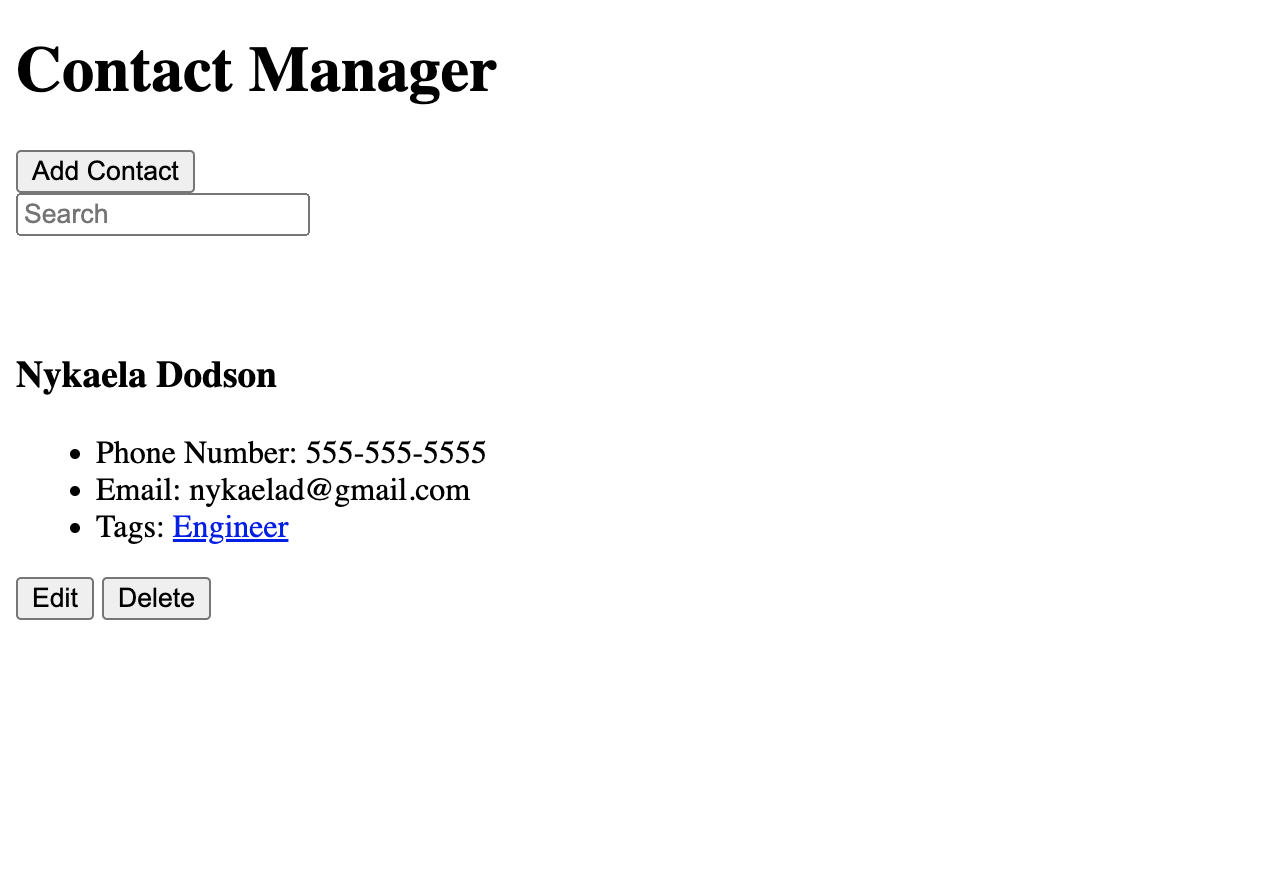 Contact Manager
Add Contact
Search
Nykaela Dodson
Phone Number: 555-555-5555
Email: nykaelad@gmail.com
Tags: Engineer
Edit Delete